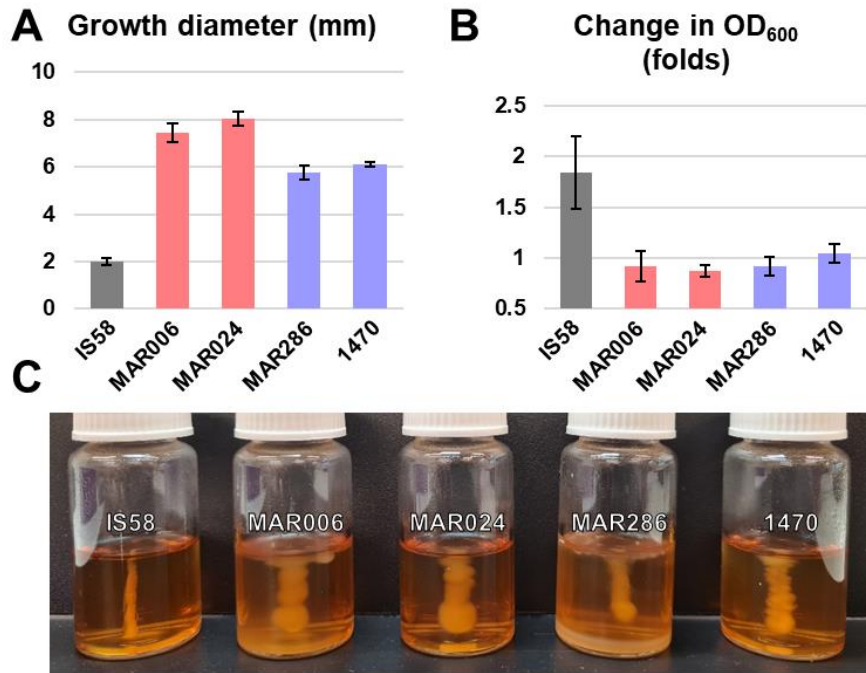 A Growth diameter (mm)
10
8
6
4
2
0
IS58
MAR006
MAR024
MAR286
1470
B Change in OD₆₀₀
(folds)
2.5
2
1.5
1
0.5
IS58
MAR006
MAR024
MAR286
1470
C
IS58 MAR006 MAR024 MAR286 1470